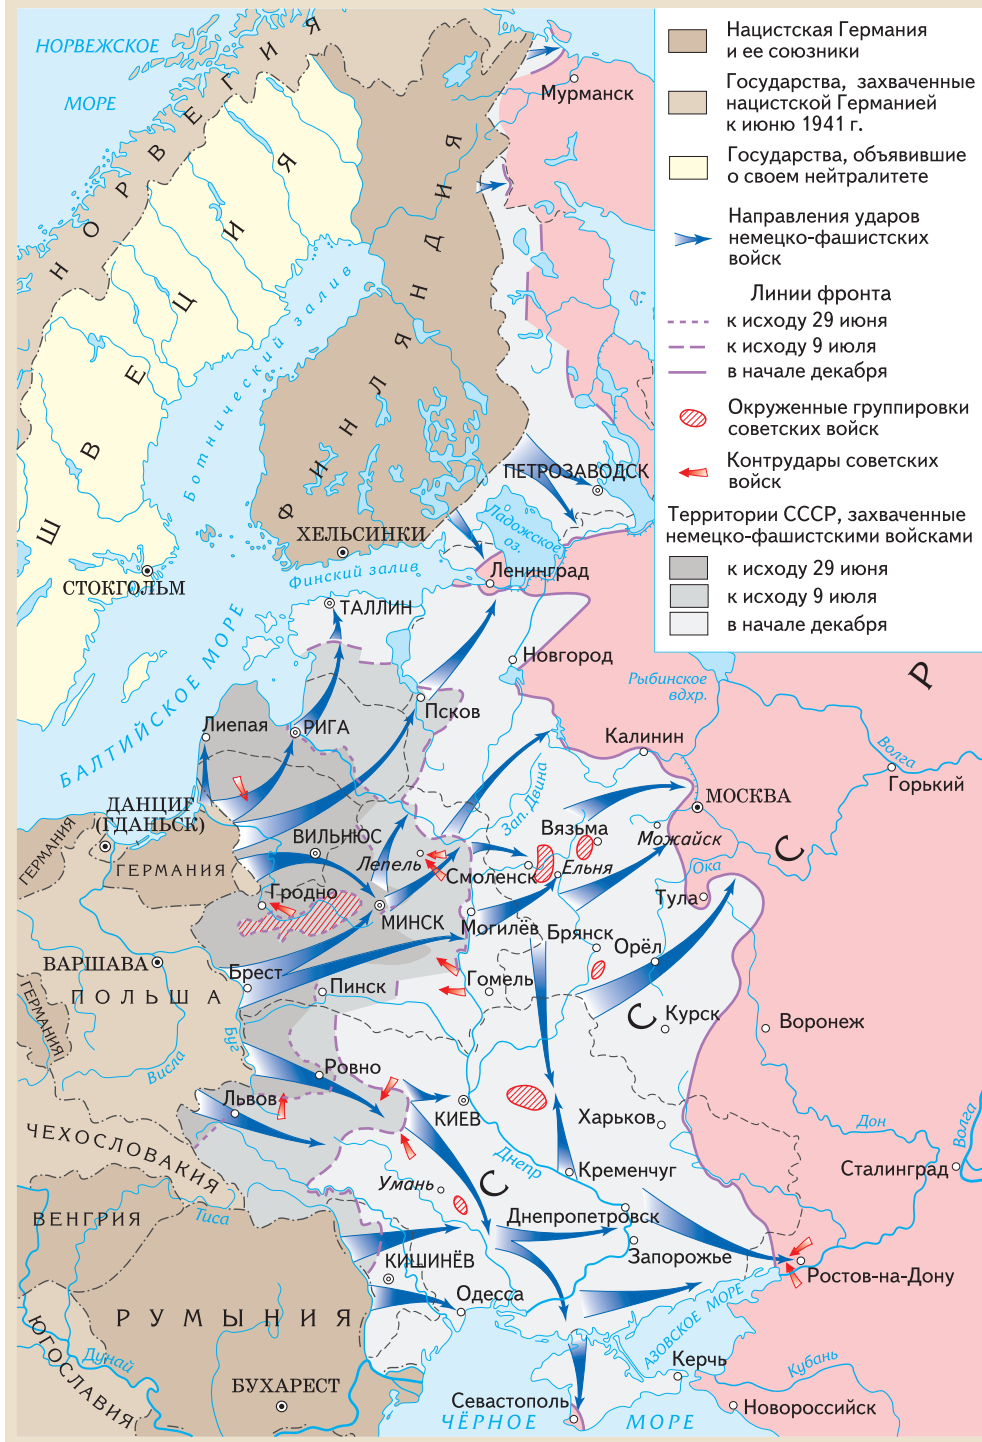 Нацистская Германия
и ее союзники
Государства, захваченные
нацистской Германией
к июню 1941 г.
Государства, объявившие
о своем нейтралитете
Направления ударов
немецко-фашистских
войск
Линии фронта
к исходу 29 июня
к исходу 9 июля
в начале декабря
Окруженные группировки
советских войск
Контрудары советских
войск
Территории СССР, захваченные
немецко-фашистскими войсками
к исходу 29 июня
к исходу 9 июля
в начале декабря
НОРВЕЖСКОЕ
МОРЕ
НОРВЕГИЯ
ШВЕЦИЯ
ФИНЛЯНДИЯ
Мурманск
Ботнический залив
ПЕТРОЗАВОДСК
Ладожское
оз.
ХЕЛЬСИНКИ
Финский залив
Ленинград
СТОКГОЛЬМ
ТАЛЛИН
БАЛТИЙСКОЕ МОРЕ
Новгород
Рыбинское
вдхр.
Р
Псков
Лиепая
РИГА
Калинин
Волга
Горький
Зап. Двина
МОСКВА
ДАНЦИГ
(ГДАНЬСК)
ГЕРМАНИЯ
ГЕРМАНИЯ
ВИЛЬНЮС
Лепель
Вязьма
Можайск
С
Смоленск
Ельня
Ока
Гродно
МИНСК
Могилёв
Тула
Брянск
Орёл
ВАРШАВА
ПОЛЬША
ГЕРМАНИЯ
Брест
Пинск
Гомель
С
Курск
Воронеж
Буг
Висла
Ровно
Львов
КИЕВ
Харьков
Дон
Волга
ЧЕХОСЛОВАКИЯ
Днепр
Сталинград
Умань
С
Кременчуг
ВЕНГРИЯ
Тиса
Днепропетровск
Запорожье
КИШИНЁВ
Ростов-на-Дону
Одесса
РУМЫНИЯ
АЗОВСКОЕ МОРЕ
ЮГОСЛАВИЯ
Дунай
БУХАРЕСТ
Керчь
Кубань
Севастополь
Новороссийск
ЧЁРНОЕ МОРЕ